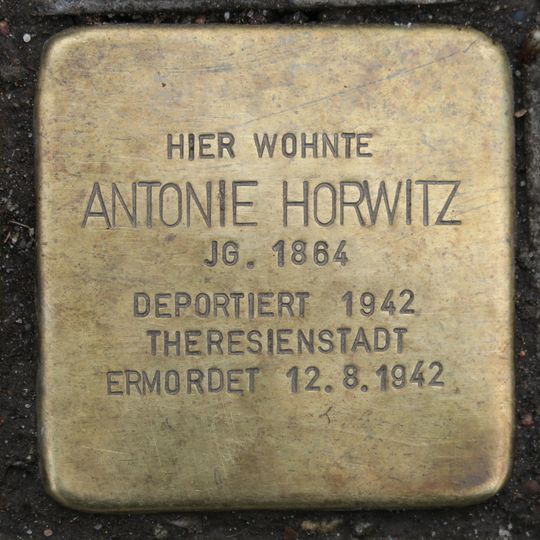 HIER WOHNTE
ANTONIE HORWITZ
JG. 1864
DEPORTIERT 1942
THERESIENSTADT
ERMORDET 12.8.1942